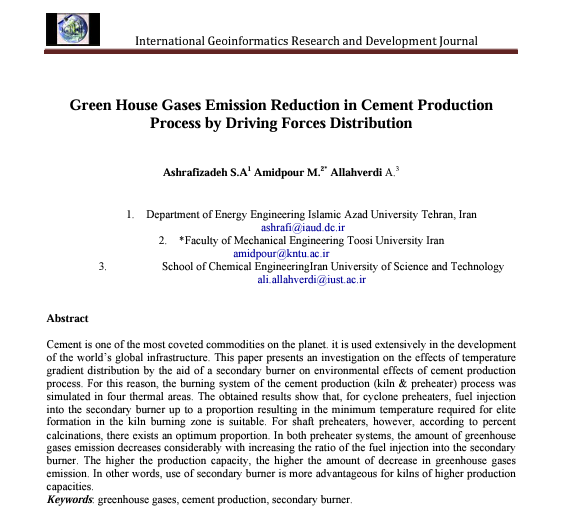 International Geoinformatics Research and Development Journal
Green House Gases Emission Reduction in Cement Production
Process by Driving Forces Distribution
Ashrafizadeh S.A1 Amidpour M.2* Allahverdi A.3
1. Department of Energy Engineering Islamic Azad University Tehran, Iran
ashrafi@iaud.dc.ir
2. *Faculty of Mechanical Engineering Toosi University Iran
amidpour@kntu.ac.ir
3. School of Chemical EngineeringIran University of Science and Technology
ali.allahverdi@iust.ac.ir
Abstract
Cement is one of the most coveted commodities on the planet. it is used extensively in the development
of the world`s global infrastructure. This paper presents an investigation on the effects of temperature
gradient distribution by the aid of a secondary burner on environmental effects of cement production
process. For this reason, the burning system of the cement production (kiln & preheater) process was
simulated in four thermal areas. The obtained results show that, for cyclone preheaters, fuel injection
into the secondary burner up to a proportion resulting in the minimum temperature required for elite
formation in the kiln burning zone is suitable. For shaft preheaters, however, according to percent
calcinations, there exists an optimum proportion. In both preheater systems, the amount of greenhouse
gases emission decreases considerably with increasing the ratio of the fuel injection into the secondary
burner. The higher the production capacity, the higher the amount of decrease in greenhouse gases
emission. In other words, use of secondary burner is more advantageous for kilns of higher production
capacities.
Keywords: greenhouse gases, cement production, secondary burner.